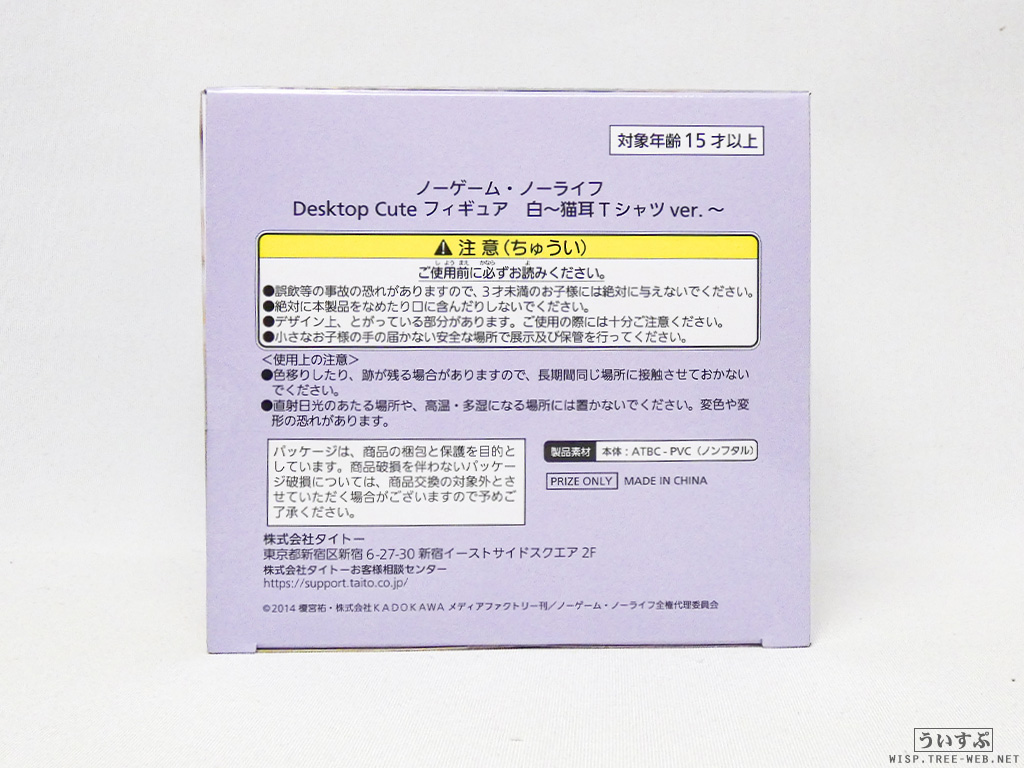 対象年齢15才以上
ノーゲーム・ノーライフ
Desktop Cute フィギュア 白～猫耳Tシャツver.～
注意(ちゅうい)
しようまえ かなら よ
ご使用前に必ずお読みください。
●誤飲等の事故の恐れがありますので、3才未満のお子様には絶対に与えないでください。
●絶対に本製品をなめたり口に含んだりしないでください。
●デザイン上、とがっている部分があります。ご使用の際には十分ご注意ください。
●小さなお子様の手の届かない安全な場所で展示及び保管を行ってください。
＜使用上の注意＞
●色移りしたり、跡が残る場合がありますので、長期間同じ場所に接触させておかない
でください。
●直射日光のあたる場所や、高温・多湿になる場所には置かないでください。変色や変
形の恐れがあります。
パッケージは、商品の梱包と保護を目的と
しています。商品破損を伴わないパッケー
ジ破損については、商品交換の対象外とさ
せていただく場合がございますので予めご
了承ください。
製品素材 本体：ATBC-PVC（ノンフタル）
PRIZE ONLY MADE IN CHINA
株式会社タイトー
東京都新宿区新宿6-27-30 新宿イーストサイドスクエア 2F
株式会社タイトーお客様相談センター
https://support.taito.co.jp/
©2014 榎宮祐・株式会社KADOKAWA メディアファクトリー刊／ノーゲーム・ノーライフ全権代理委員会
ういすぷ
WISP.TREE-WEB.NET